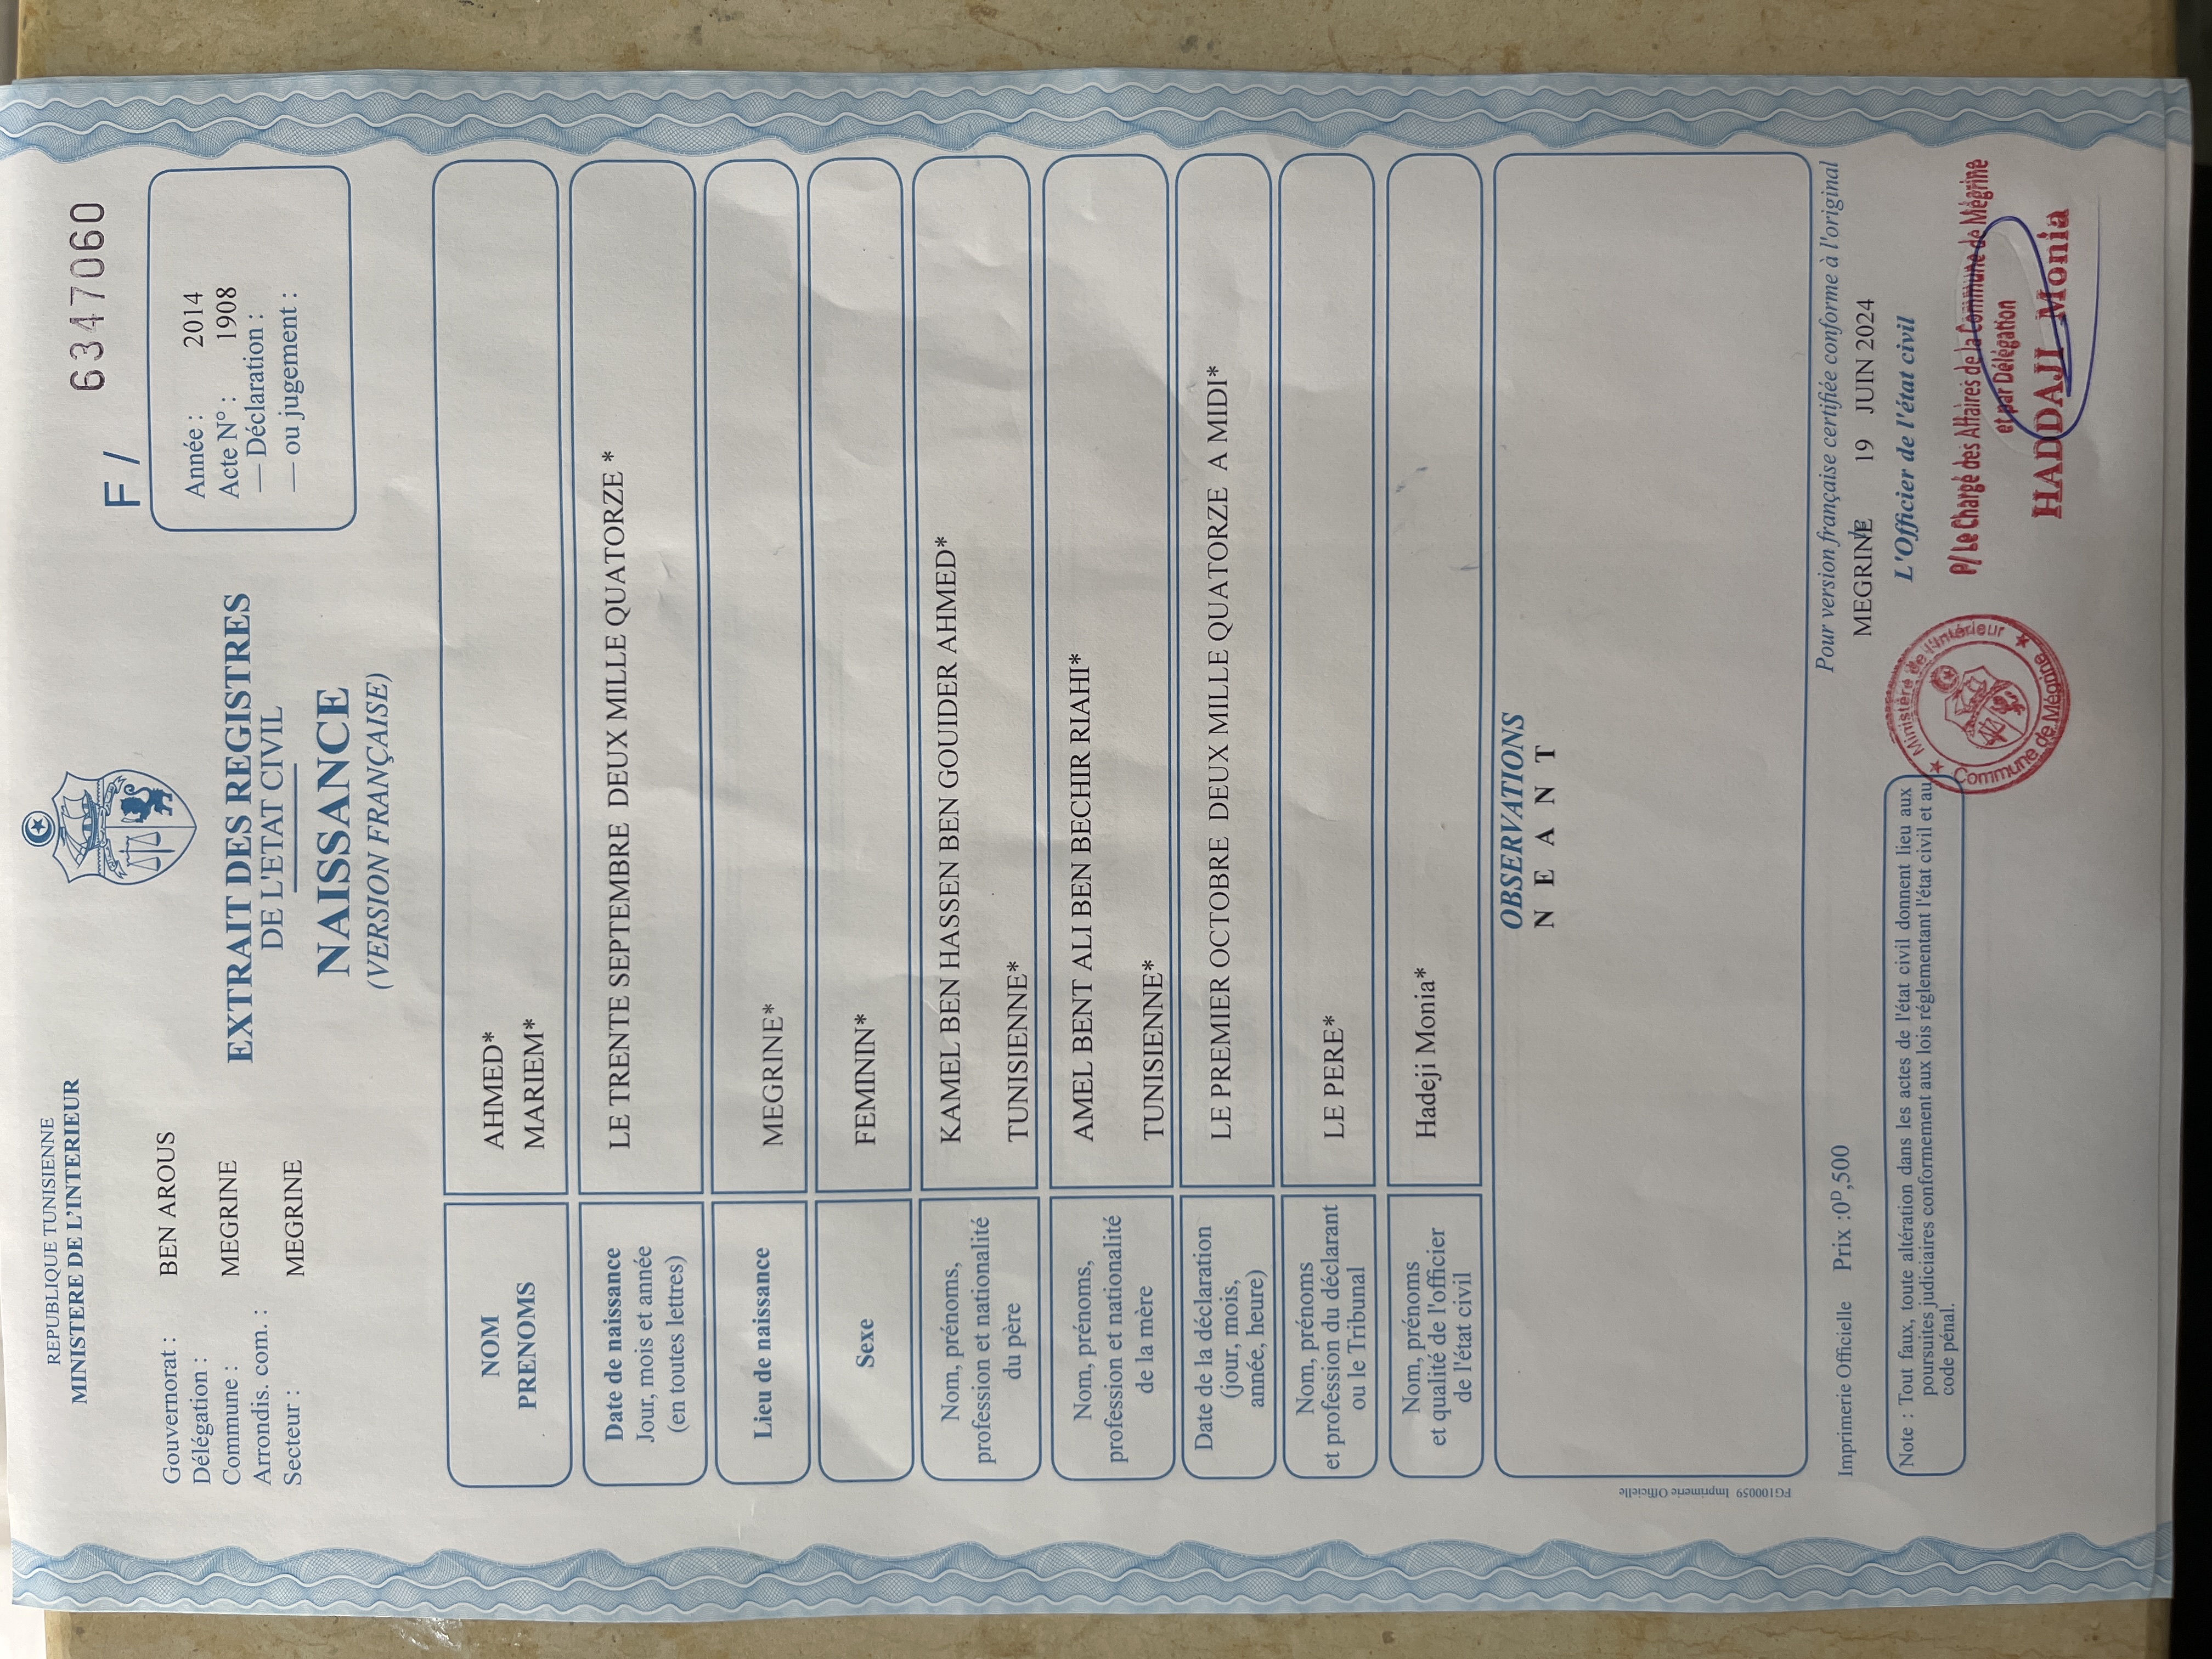 REPUBLIQUE TUNISIENNE
MINISTERE DE L'INTERIEUR
F / 6347060
Gouvernorat : BEN AROUS
Délégation :
Commune : MEGRINE
Arrondis. com. :
Secteur : MEGRINE
EXTRAIT DES REGISTRES
DE L'ETAT CIVIL
NAISSANCE
(VERSION FRANÇAISE)
Année : 2014
Acte N° : 1908
— Déclaration :
— ou jugement :
NOM AHMED*
PRENOMS MARIEM*
Date de naissance
Jour, mois et année
(en toutes lettres)
LE TRENTE SEPTEMBRE DEUX MILLE QUATORZE *
Lieu de naissance
MEGRINE*
Sexe
FEMININ*
Nom, prénoms,
profession et nationalité
du père
KAMEL BEN HASSEN BEN GOUIDER AHMED*
TUNISIENNE*
Nom, prénoms,
profession et nationalité
de la mère
AMEL BENT ALI BEN BECHIR RIAHI*
TUNISIENNE*
Date de la déclaration
(jour, mois,
année, heure)
LE PREMIER OCTOBRE DEUX MILLE QUATORZE A MIDI*
Nom, prénoms
et profession du déclarant
ou le Tribunal
LE PERE*
Nom, prénoms
et qualité de l'officier
de l'état civil
Hadeji Monia*
OBSERVATIONS
N E A N T
FG100059 Imprimerie Officielle
Imprimerie Officielle Prix :0ᴰ,500
Pour version française certifiée conforme à l'original
MEGRINE 19 JUIN 2024
L'Officier de l'état civil
Note : Tout faux, toute altération dans les actes de l'état civil donnent lieu aux
poursuites judiciaires conformement aux lois réglementant l'état civil et au
code pénal.
Ministère de l'Intérieur
Commune de Mégrine
P/ Le Chargé des Affaires de la Commune de Mégrine
et par Délégation
HADDAJI Monia